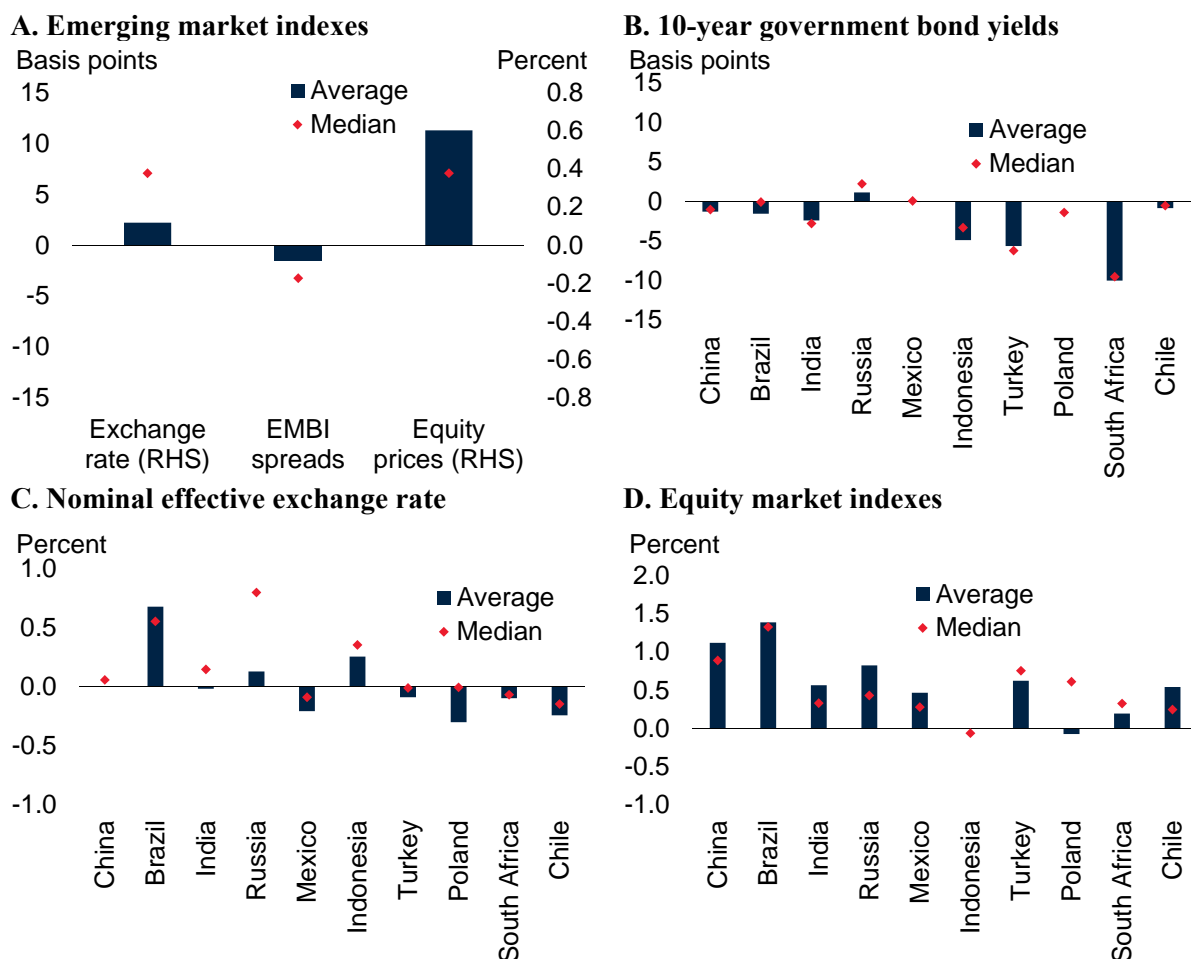 A. Emerging market indexes
Basis points
Percent
15
10
5
0
-5
-10
-15
Average
Median
0.8
0.6
0.4
0.2
0.0
-0.2
-0.4
-0.6
-0.8
Exchange
rate (RHS)
EMBI
spreads
Equity
prices (RHS)
B. 10-year government bond yields
Basis points
15
10
5
0
-5
-10
-15
Average
Median
China
Brazil
India
Russia
Mexico
Indonesia
Turkey
Poland
South Africa
Chile
C. Nominal effective exchange rate
Percent
1.0
0.5
0.0
-0.5
-1.0
Average
Median
China
Brazil
India
Russia
Mexico
Indonesia
Turkey
Poland
South Africa
Chile
D. Equity market indexes
Percent
2.0
1.5
1.0
0.5
0.0
-0.5
-1.0
Average
Median
China
Brazil
India
Russia
Mexico
Indonesia
Turkey
Poland
South Africa
Chile